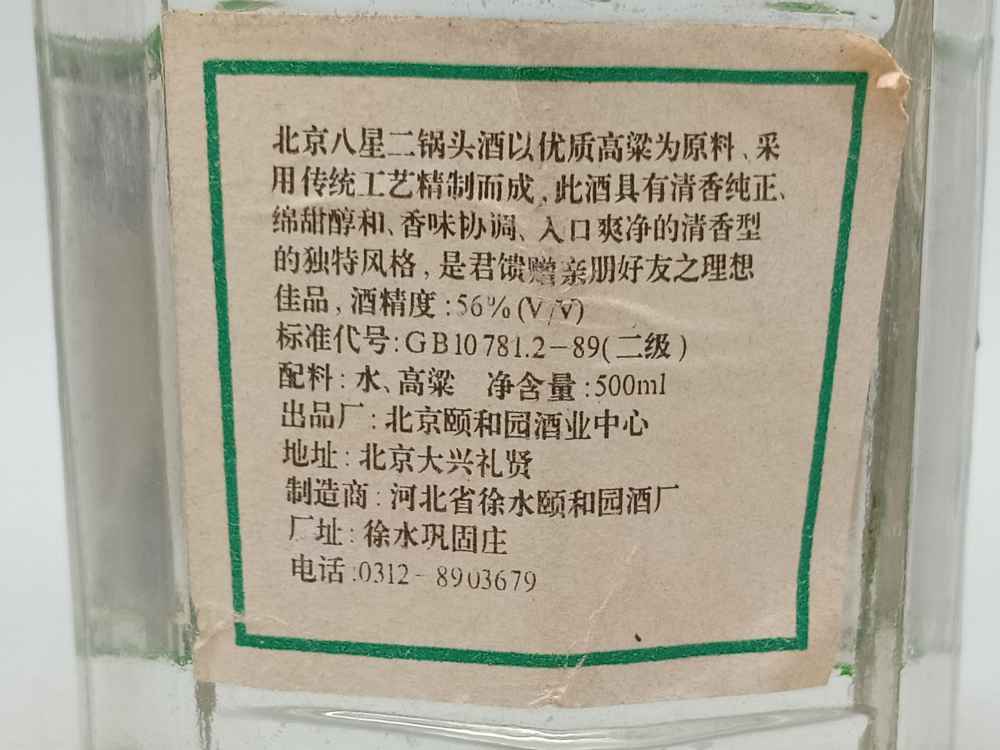 北京八星二锅头酒以优质高粱为原料、采
用传统工艺精制而成,此酒具有清香纯正、
绵甜醇和、香味协调、入口爽净的清香型
的独特风格,是君馈赠亲朋好友之理想
佳品,酒精度:56%(V/V)
标准代号:GB10781.2-89(二级)
配料:水、高粱 净含量:500ml
出品厂:北京颐和园酒业中心
地址:北京大兴礼贤
制造商:河北省徐水颐和园酒厂
厂址:徐水巩固庄
电话:0312-8903679